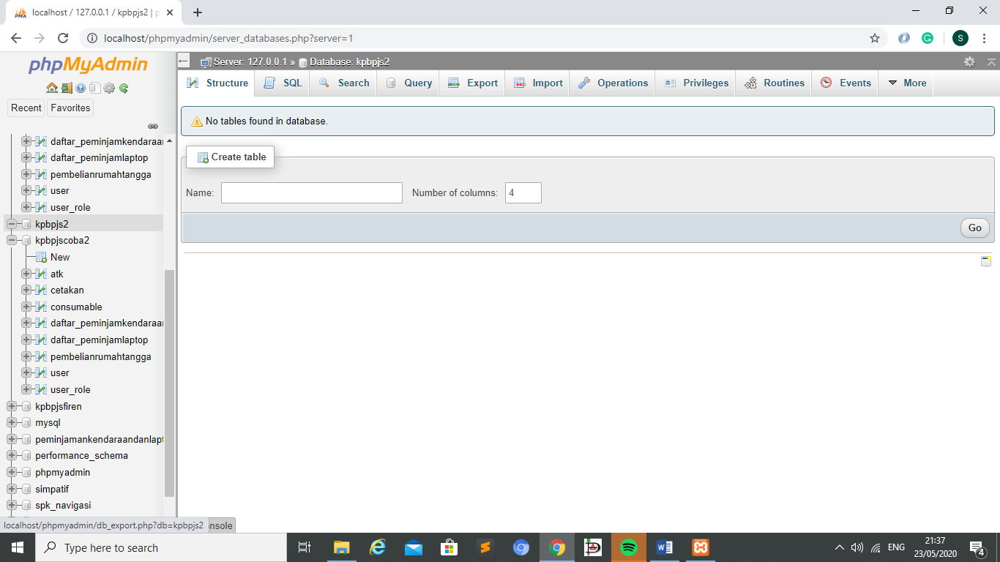 localhost / 127.0.0.1 / kpbpjs2 | p
localhost/phpmyadmin/server_databases.php?server=1
S
phpMyAdmin
Recent
Favorites
daftar_peminjamkendaraan
daftar_peminjamlaptop
pembelianrumahtangga
user
user_role
kpbpjs2
kpbpjscoba2
New
atk
cetakan
consumable
daftar_peminjamkendaraan
daftar_peminjamlaptop
pembelianrumahtangga
user
user_role
kpbpjsfiren
mysql
peminjamankendaraandanlapt
performance_schema
phpmyadmin
simpatif
spk_navigasi
Server: 127.0.0.1 » Database: kpbpjs2
Structure SQL Search Query Export Import Operations Privileges Routines Events More
No tables found in database.
Create table
Name: Number of columns: 4
Go
localhost/phpmyadmin/db_export.php?db=kpbpjs2 nsole
Type here to search
ENG
21:37
23/05/2020
4